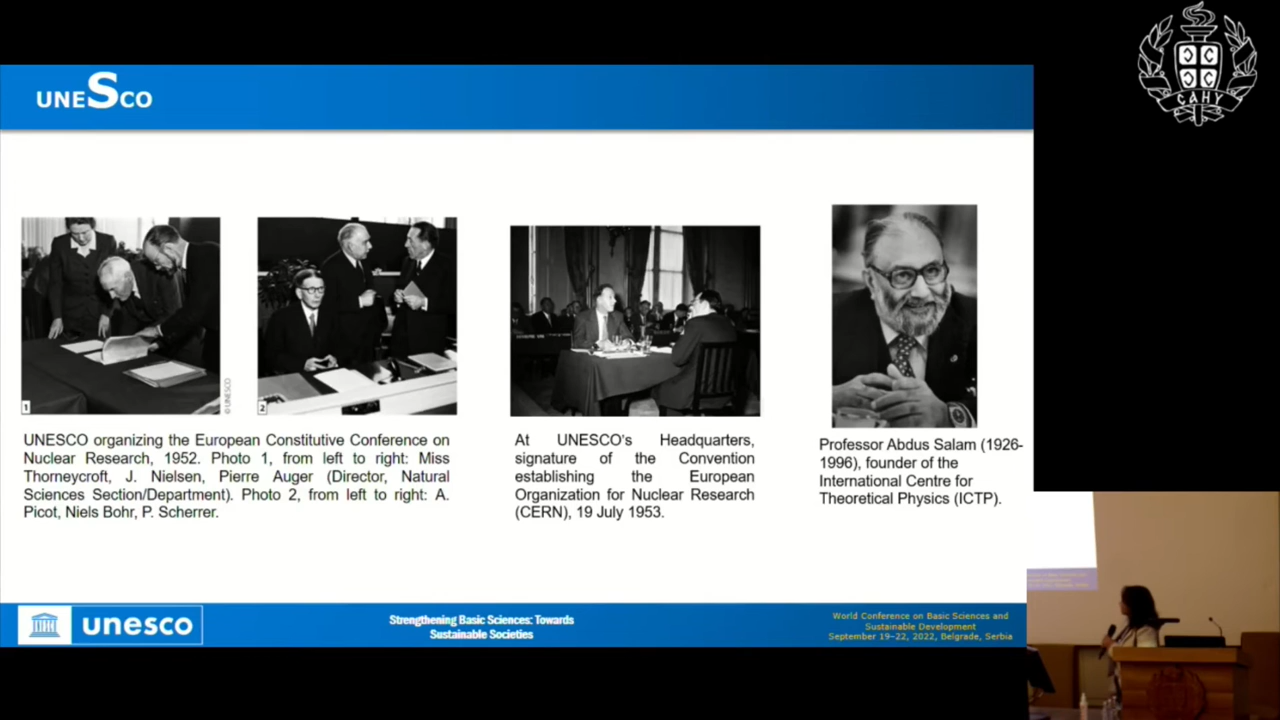 UNESCO
САНУ
1
© UNESCO
2
UNESCO organizing the European Constitutive Conference on
Nuclear Research, 1952. Photo 1, from left to right: Miss
Thorneycroft, J. Nielsen, Pierre Auger (Director, Natural
Sciences Section/Department). Photo 2, from left to right: A.
Picot, Niels Bohr, P. Scherrer.
At UNESCO's Headquarters,
signature of the Convention
establishing the European
Organization for Nuclear Research
(CERN), 19 July 1953.
Professor Abdus Salam (1926-
1996), founder of the
International Centre for
Theoretical Physics (ICTP).
unesco
Strengthening Basic Sciences: Towards
Sustainable Societies
World Conference on Basic Sciences and
Sustainable Development
September 19–22, 2022, Belgrade, Serbia